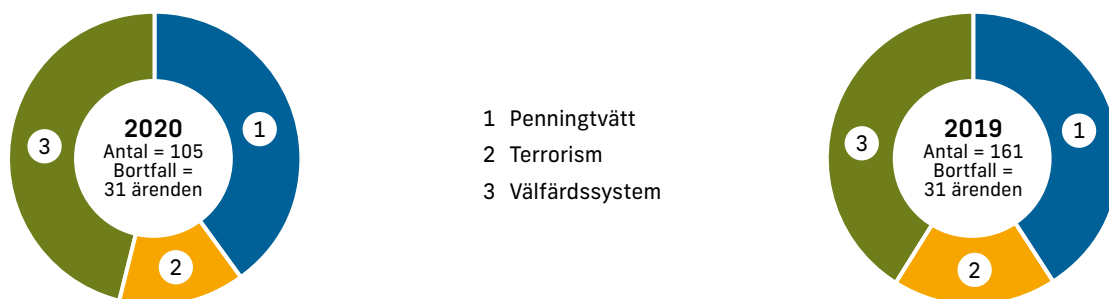 2020
Antal = 105
Bortfall =
31 ärenden
1
2
3
1 Penningtvätt
2 Terrorism
3 Välfärdssystem
2019
Antal = 161
Bortfall =
31 ärenden
1
2
3